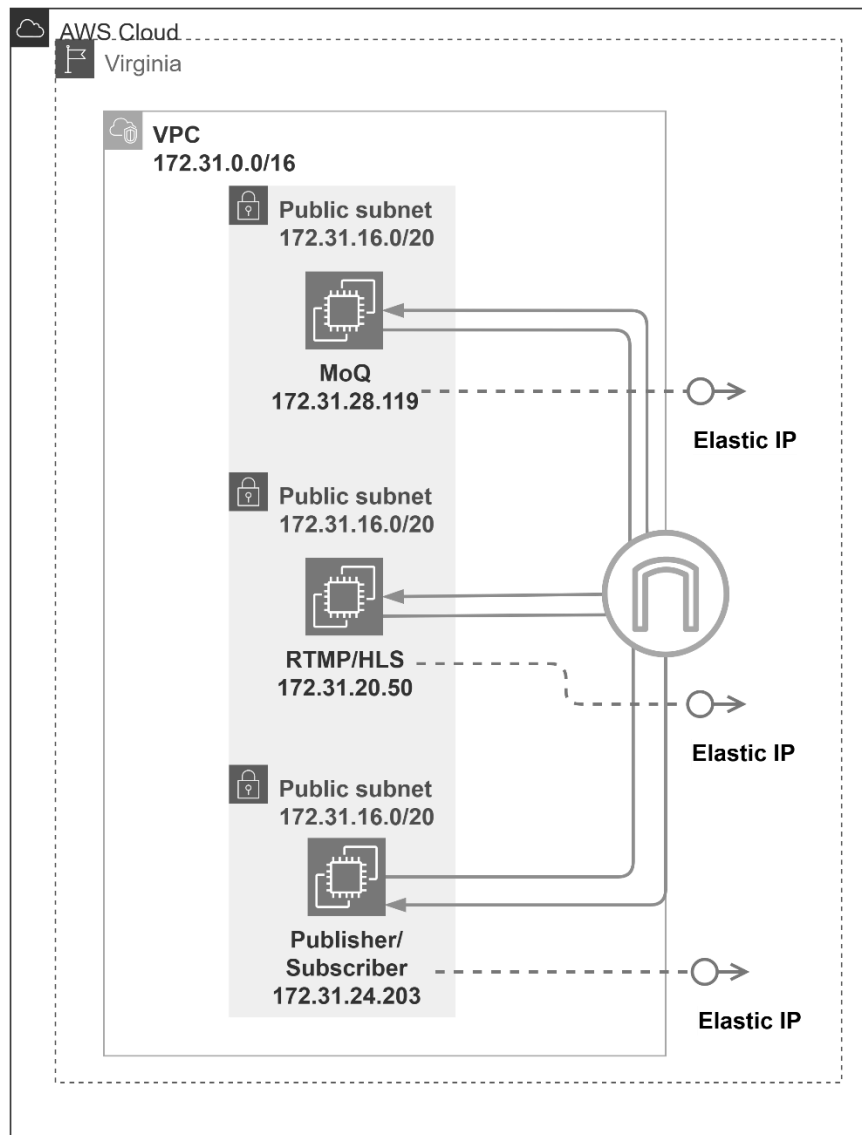 AWS Cloud
Virginia
VPC
172.31.0.0/16
Public subnet
172.31.16.0/20
MoQ
172.31.28.119
Elastic IP
Public subnet
172.31.16.0/20
RTMP/HLS
172.31.20.50
Elastic IP
Public subnet
172.31.16.0/20
Publisher/
Subscriber
172.31.24.203
Elastic IP